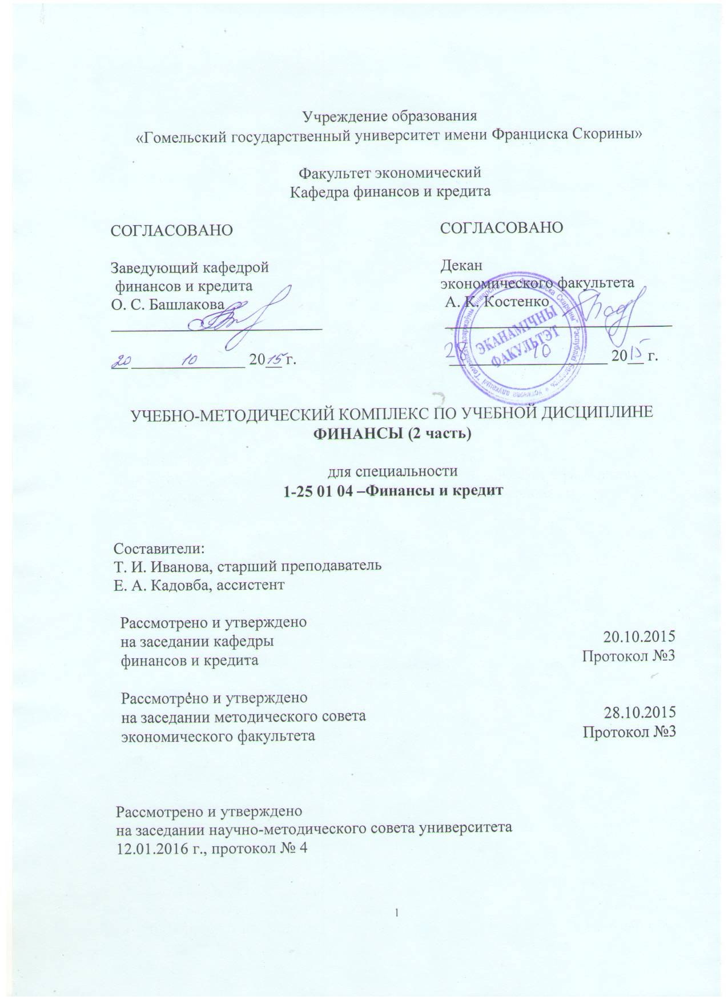 Учреждение образования
«Гомельский государственный университет имени Франциска Скорины»
Факультет экономический
Кафедра финансов и кредита
СОГЛАСОВАНО
Заведующий кафедрой
финансов и кредита
О. С. Башлакова
20 10 2015 г.
СОГЛАСОВАНО
Декан
экономического факультета
А. К. Костенко
ЭКАНАМІЧНЫ
ФАКУЛЬТЭТ
28 10 2015 г.
УЧЕБНО-МЕТОДИЧЕСКИЙ КОМПЛЕКС ПО УЧЕБНОЙ ДИСЦИПЛИНЕ
ФИНАНСЫ (2 часть)
для специальности
1-25 01 04 –Финансы и кредит
Составители:
Т. И. Иванова, старший преподаватель
Е. А. Кадовба, ассистент
Рассмотрено и утверждено
на заседании кафедры
финансов и кредита
20.10.2015
Протокол №3
Рассмотрено и утверждено
на заседании методического совета
экономического факультета
28.10.2015
Протокол №3
Рассмотрено и утверждено
на заседании научно-методического совета университета
12.01.2016 г., протокол № 4
1